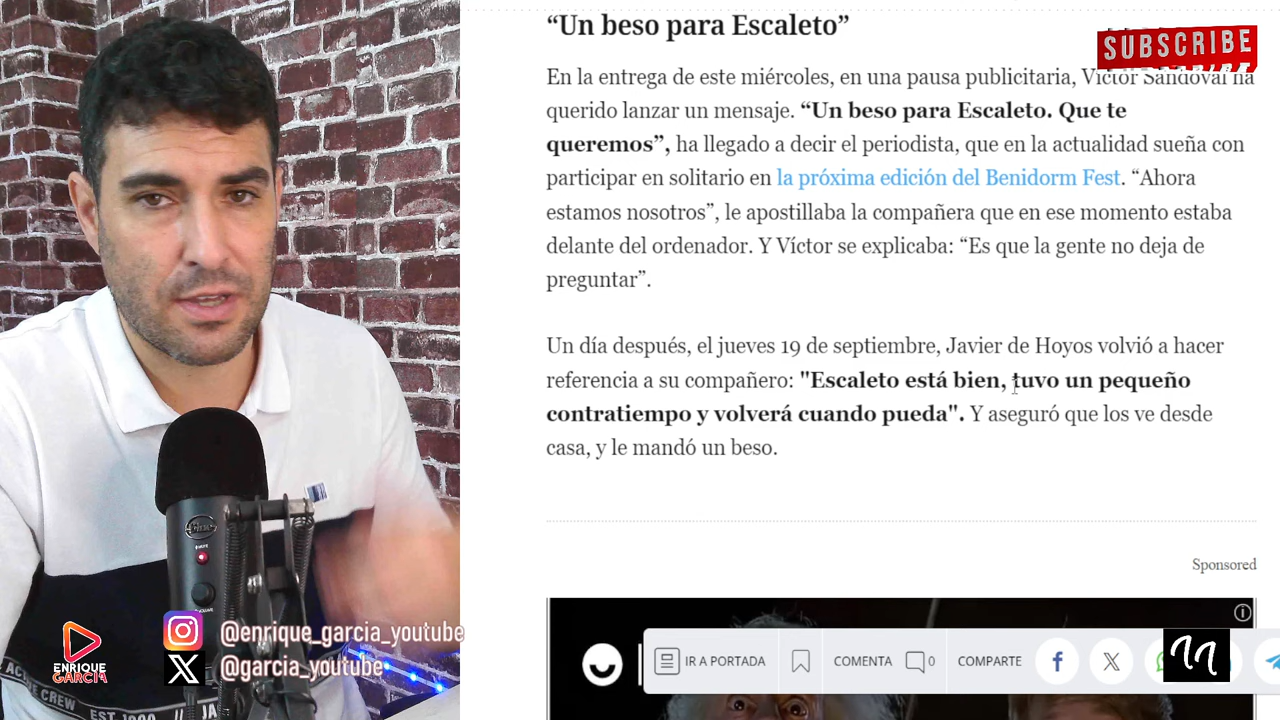 “Un beso para Escaleto”
SUBSCRIBE
En la entrega de este miércoles, en una pausa publicitaria, Víctor Sandoval ha
querido lanzar un mensaje. “Un beso para Escaleto. Que te
queremos”, ha llegado a decir el periodista, que en la actualidad sueña con
participar en solitario en la próxima edición del Benidorm Fest. “Ahora
estamos nosotros”, le apostillaba la compañera que en ese momento estaba
delante del ordenador. Y Víctor se explicaba: “Es que la gente no deja de
preguntar”.
Un día después, el jueves 19 de septiembre, Javier de Hoyos volvió a hacer
referencia a su compañero: "Escaleto está bien, tuvo un pequeño
contratiempo y volverá cuando pueda". Y aseguró que los ve desde
casa, y le mandó un beso.
Sponsored
IR A PORTADA
COMENTA
0
COMPARTE
@enrique_garcia_youtube
@garcia_youtube
ENRIQUE
GARCIA